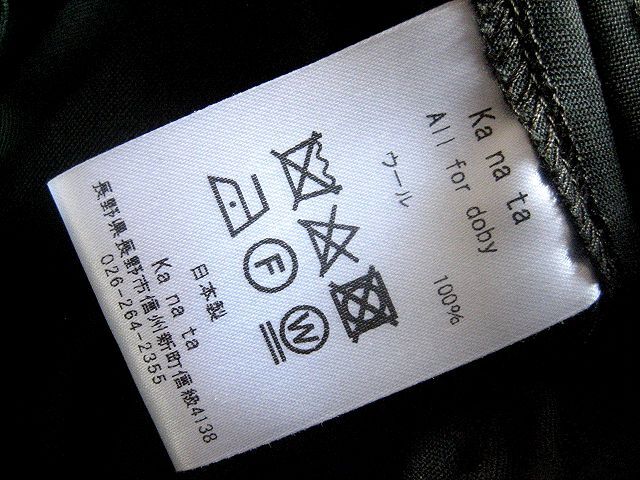 Ka na ta
All for doby
ウール 100%
F
W
日本製
Ka na ta
長野県長野市信州新町信級4138
026-264-2355